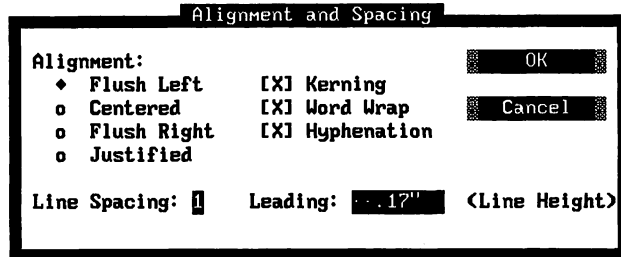 Alignment and Spacing
Alignment:
♦ Flush Left [X] Kerning OK
o Centered [X] Word Wrap Cancel
o Flush Right [X] Hyphenation
o Justified
Line Spacing: 1 Leading: ···.17" (Line Height)